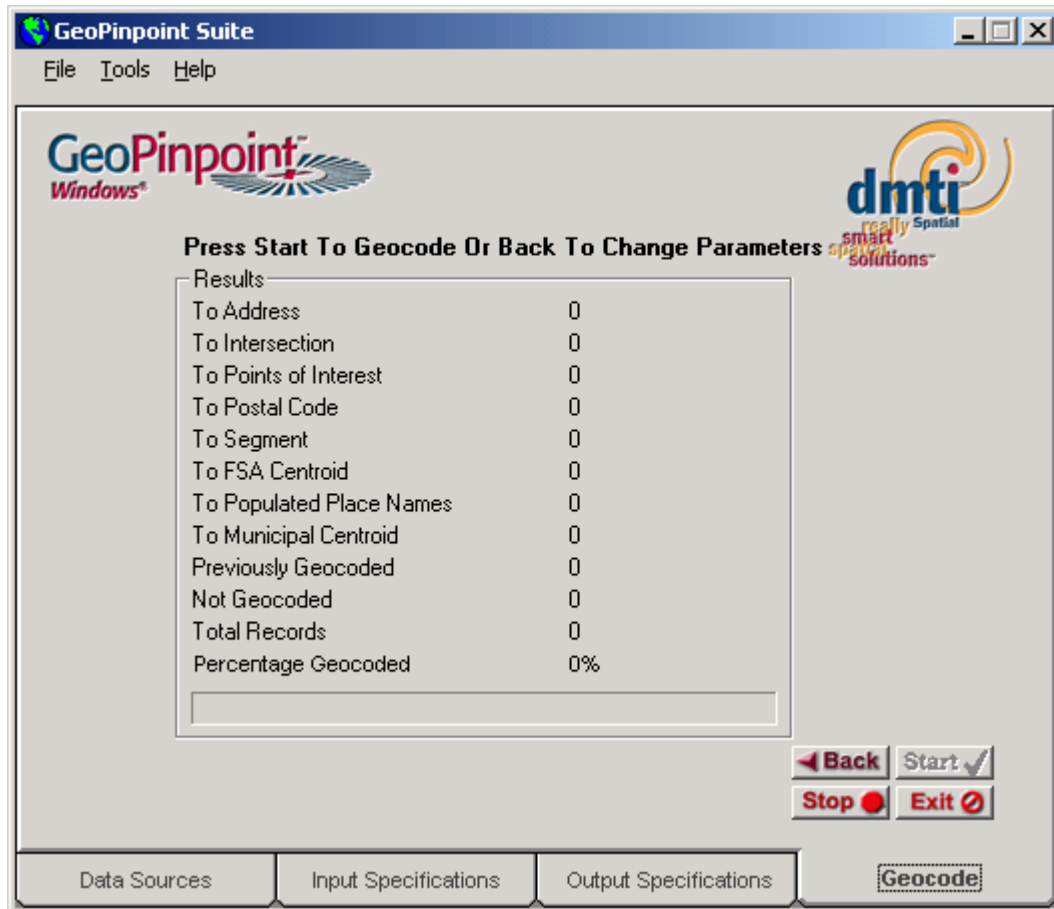 GeoPinpoint Suite
File Tools Help
GeoPinpoint™
Windows®
dmti
really Spatial
smart
spatial
solutions™
Press Start To Geocode Or Back To Change Parameters
Results
To Address 0
To Intersection 0
To Points of Interest 0
To Postal Code 0
To Segment 0
To FSA Centroid 0
To Populated Place Names 0
To Municipal Centroid 0
Previously Geocoded 0
Not Geocoded 0
Total Records 0
Percentage Geocoded 0%
Back Start
Stop Exit
Data Sources Input Specifications Output Specifications Geocode